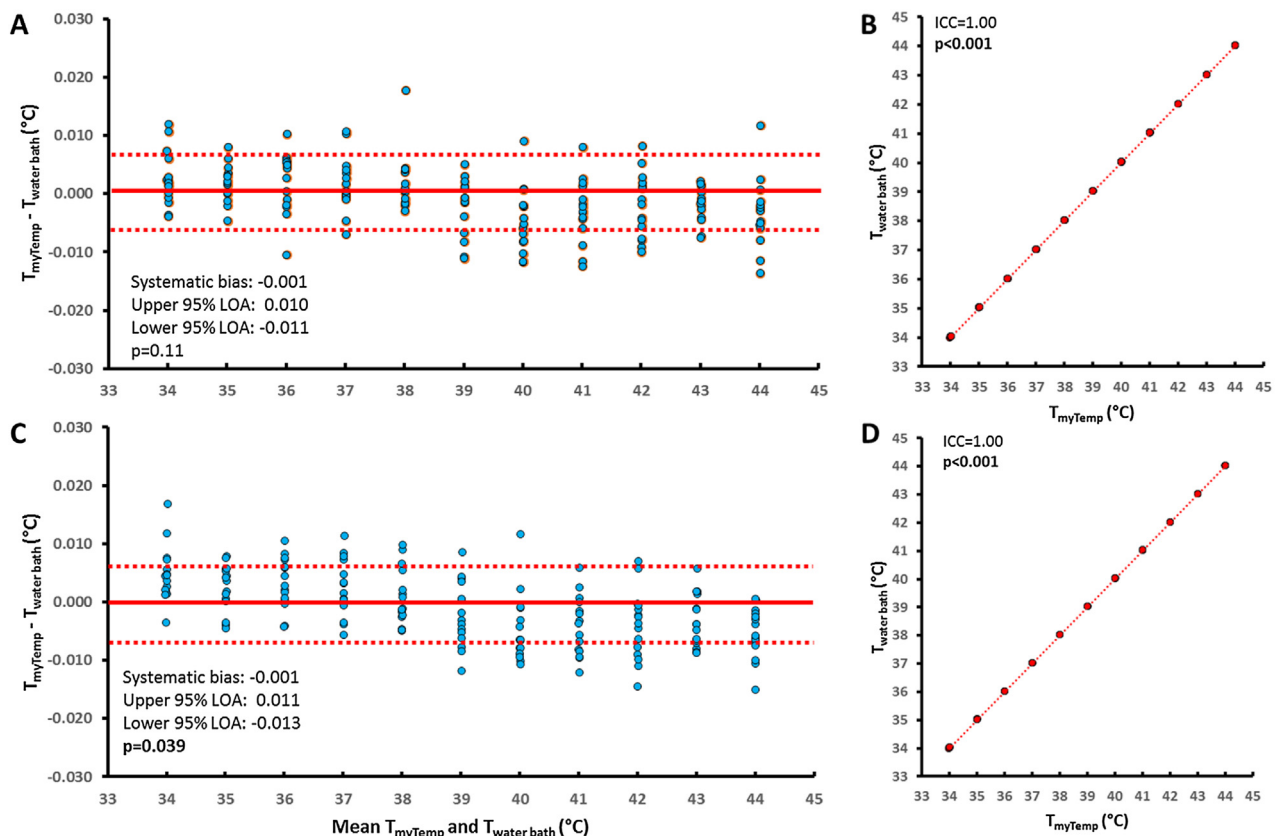 A
0.030
0.020
0.010
0.000
-0.010
-0.020
-0.030
TmyTemp - Twater bath (°C)
Systematic bias: -0.001
Upper 95% LOA: 0.010
Lower 95% LOA: -0.011
p=0.11
33 34 35 36 37 38 39 40 41 42 43 44 45
B
45
44
43
42
41
40
39
38
37
36
35
34
33
Twater bath (°C)
ICC=1.00
p<0.001
33 34 35 36 37 38 39 40 41 42 43 44 45
TmyTemp (°C)
C
0.030
0.020
0.010
0.000
-0.010
-0.020
-0.030
TmyTemp - Twater bath (°C)
Systematic bias: -0.001
Upper 95% LOA: 0.011
Lower 95% LOA: -0.013
p=0.039
33 34 35 36 37 38 39 40 41 42 43 44 45
Mean TmyTemp and Twater bath (°C)
D
45
44
43
42
41
40
39
38
37
36
35
34
33
Twater bath (°C)
ICC=1.00
p<0.001
33 34 35 36 37 38 39 40 41 42 43 44 45
TmyTemp (°C)